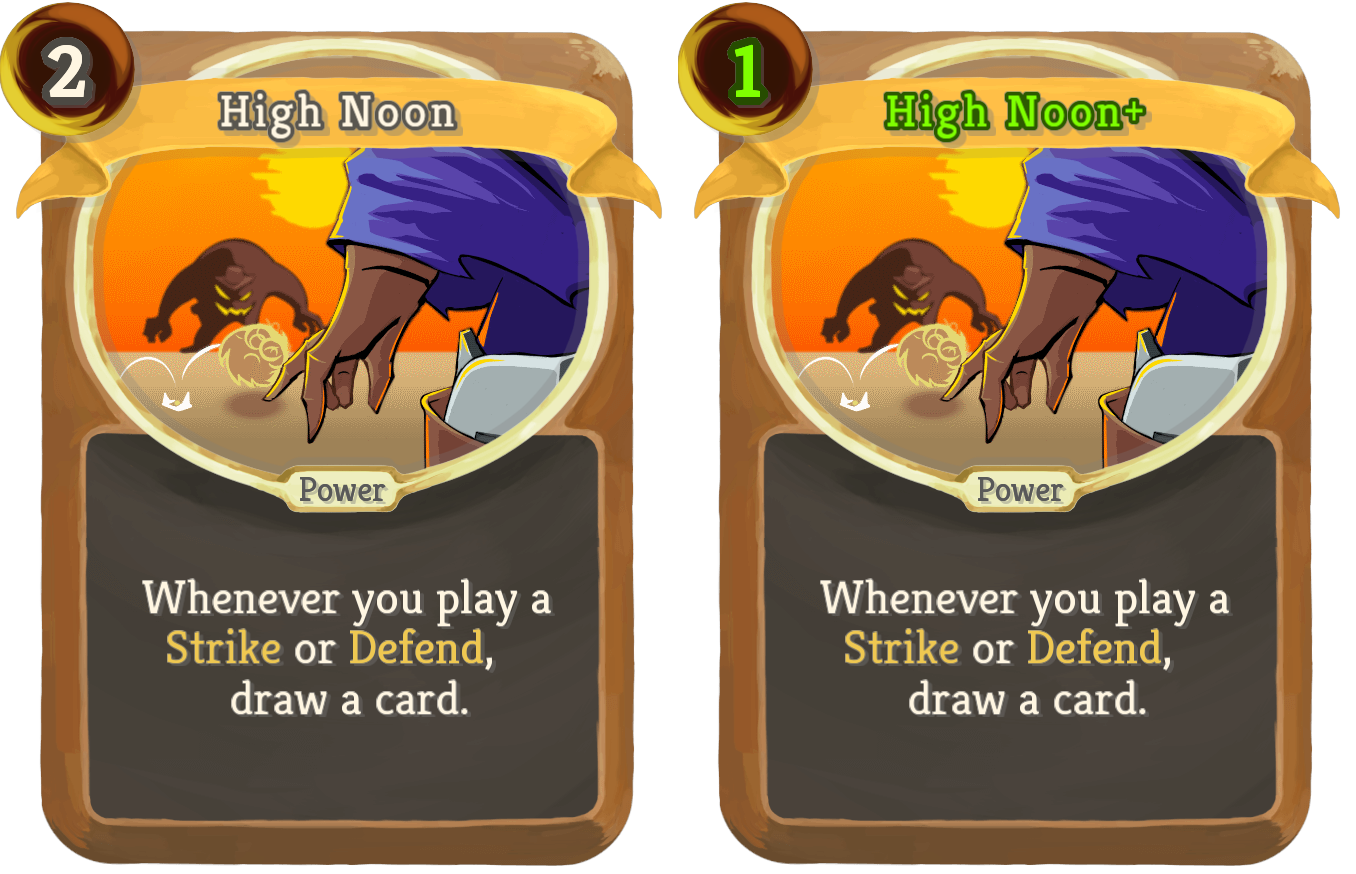 2
High Noon
Power
Whenever you play a
Strike or Defend,
draw a card.
1
High Noon+
Power
Whenever you play a
Strike or Defend,
draw a card.